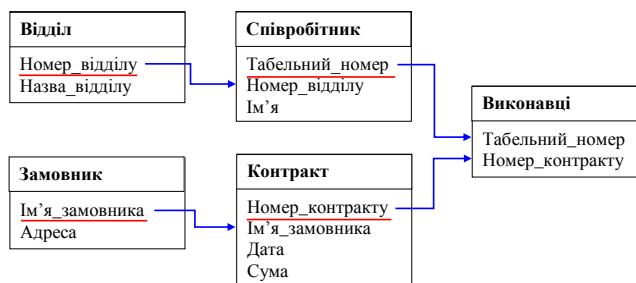 Відділ
Номер_відділу
Назва_відділу
Співробітник
Табельний_номер
Номер_відділу
Ім’я
Виконавці
Табельний_номер
Номер_контракту
Замовник
Ім’я_замовника
Адреса
Контракт
Номер_контракту
Ім’я_замовника
Дата
Сума